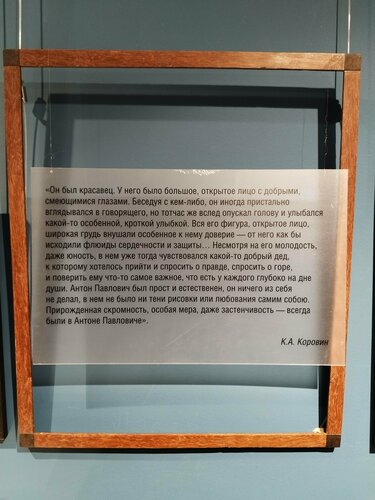 «Он был красавец. У него было большое, открытое лицо с добрыми,
смеющимися глазами. Беседуя с кем-либо, он иногда пристально
вглядывался в говорящего, но тотчас же вслед опускал голову и улыбался
какой-то особенной, кроткой улыбкой. Вся его фигура, открытое лицо,
широкая грудь внушали особенное к нему доверие — от него как бы
исходили флюиды сердечности и защиты... Несмотря на его молодость,
даже юность, в нем уже тогда чувствовался какой-то добрый дед,
к которому хотелось прийти и спросить о правде, спросить о горе,
и поверить ему что-то самое важное, что есть у каждого глубоко на дне
души. Антон Павлович был прост и естественен, он ничего из себя
не делал, в нем не было ни тени рисовки или любования самим собою.
Прирожденная скромность, особая мера, даже застенчивость — всегда
были в Антоне Павловиче».
К.А. Коровин